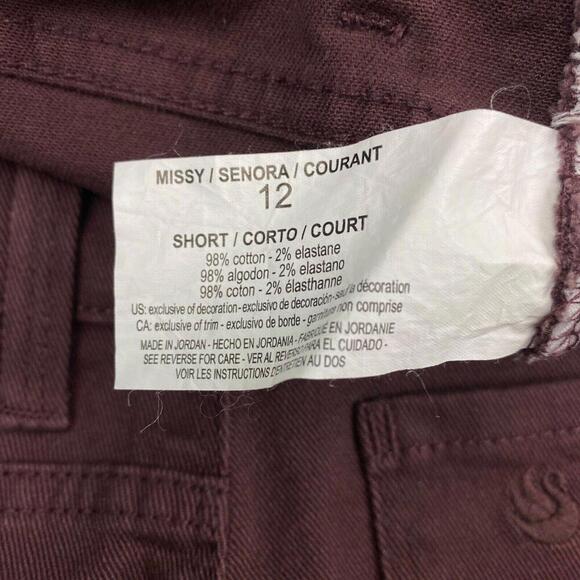 MISSY / SENORA / COURANT
12
SHORT / CORTO / COURT
98% cotton - 2% elastane
98% algodon - 2% elastano
98% coton - 2% élasthanne
US: exclusive of decoration - exclusivo de decoración - sauf la décoration
CA: exclusive of trim - exclusivo de borde - garniture non comprise
MADE IN JORDAN - HECHO EN JORDANIA - FABRIQUÉ EN JORDANIE
SEE REVERSE FOR CARE - VER AL REVERSO PARA EL CUIDADO -
VOIR LES INSTRUCTIONS D'ENTRETIEN AU DOS